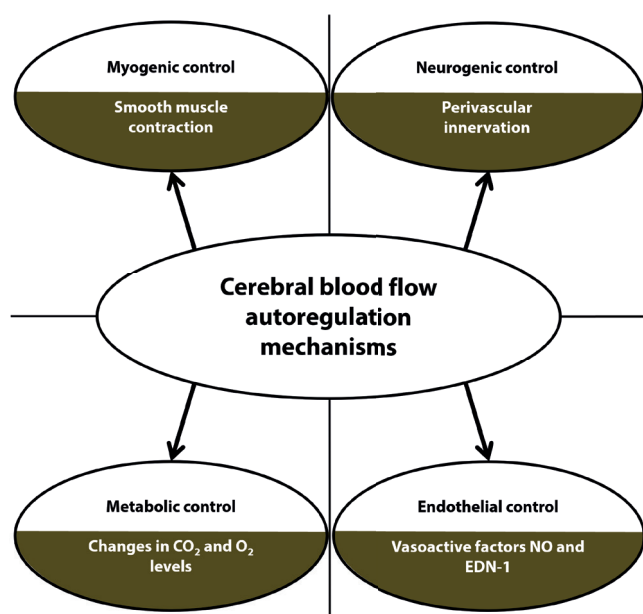 Myogenic control
Smooth muscle
contraction
Neurogenic control
Perivascular
innervation
Cerebral blood flow
autoregulation
mechanisms
Metabolic control
Changes in CO₂ and O₂
levels
Endothelial control
Vasoactive factors NO and
EDN-1